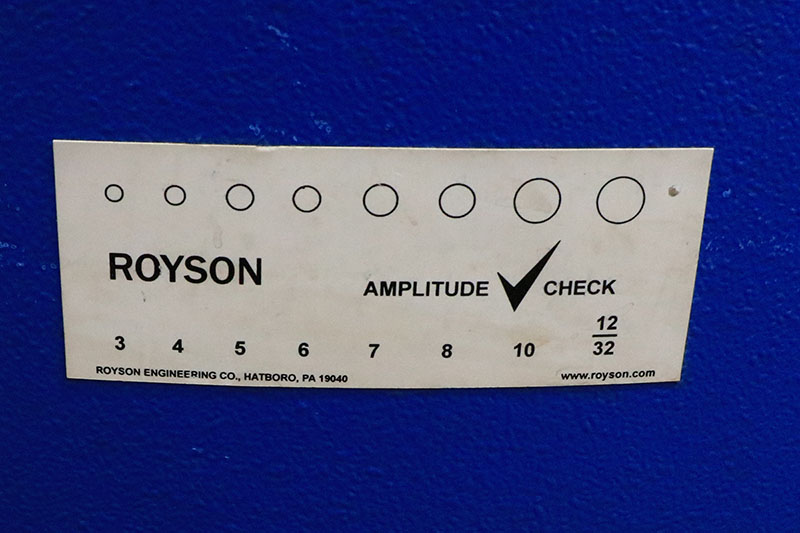 ROYSON
AMPLITUDE CHECK
3 4 5 6 7 8 10 12/32
ROYSON ENGINEERING CO., HATBORO, PA 19040
www.royson.com